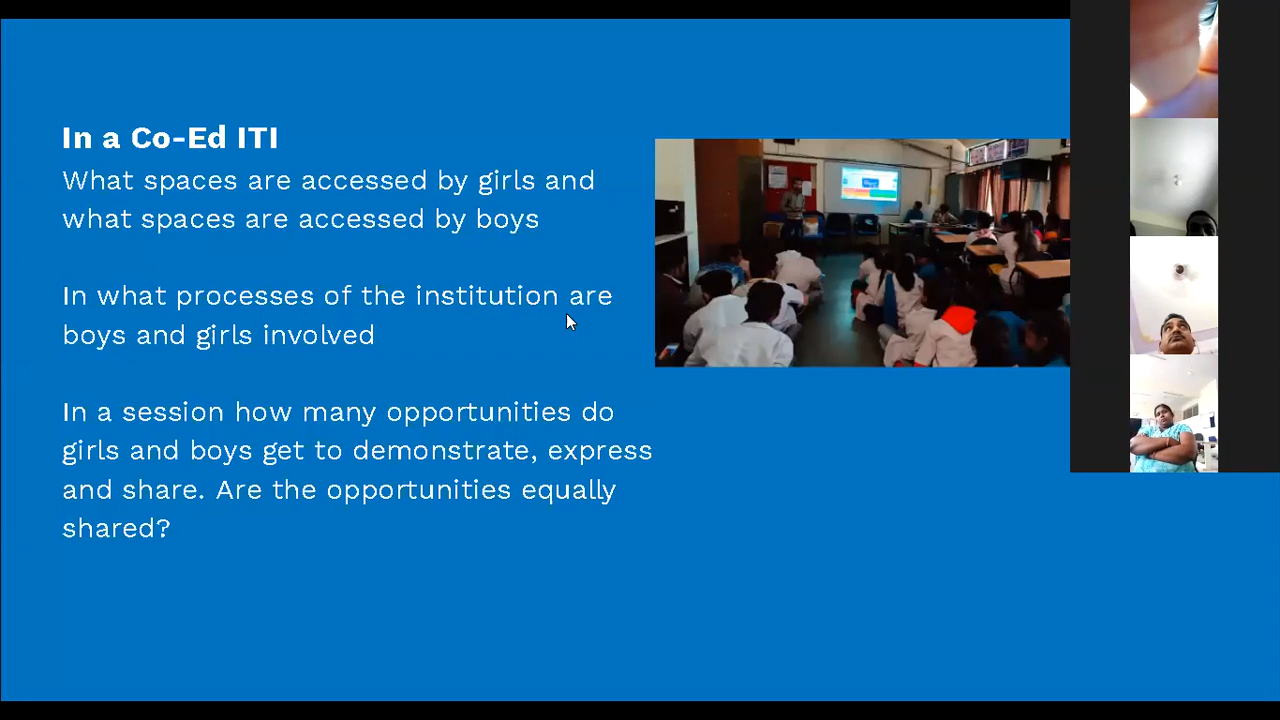 In a Co-Ed ITI
What spaces are accessed by girls and
what spaces are accessed by boys
In what processes of the institution are
boys and girls involved
In a session how many opportunities do
girls and boys get to demonstrate, express
and share. Are the opportunities equally
shared?